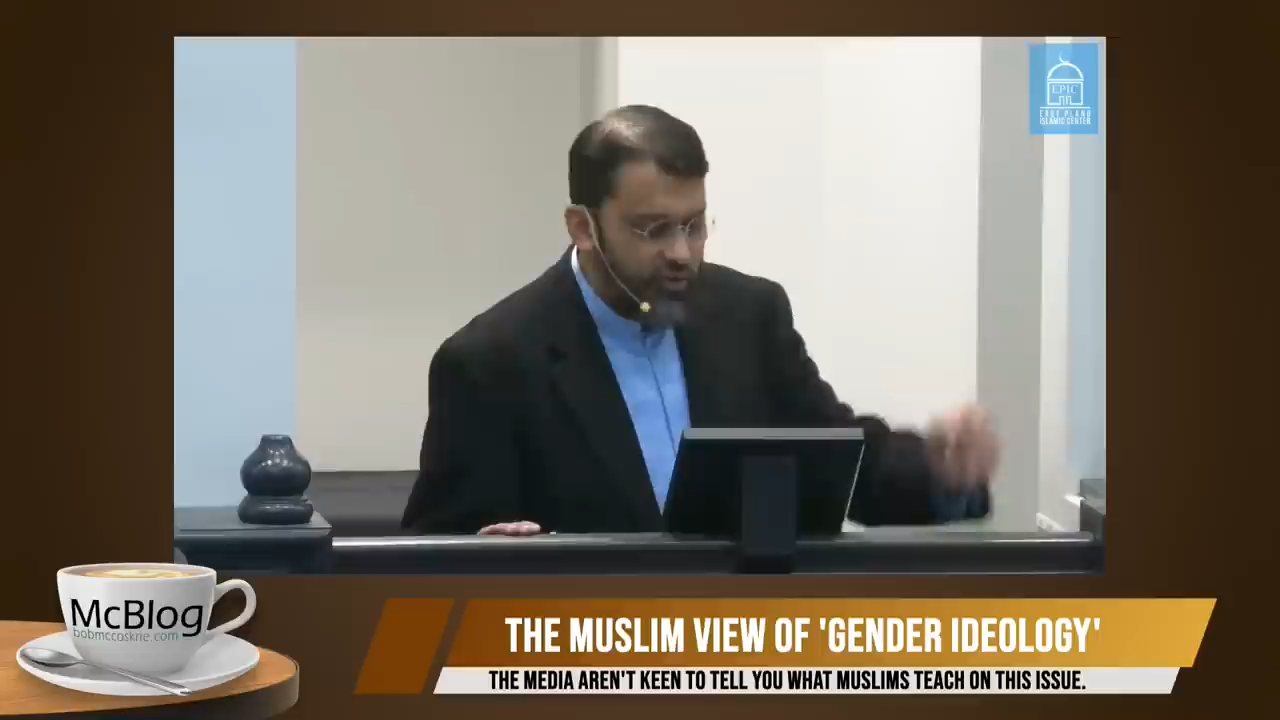 EPIC
EAST PLANO
ISLAMIC CENTER
McBlog
bobmccoskrie.com
THE MUSLIM VIEW OF 'GENDER IDEOLOGY'
THE MEDIA AREN'T KEEN TO TELL YOU WHAT MUSLIMS TEACH ON THIS ISSUE.